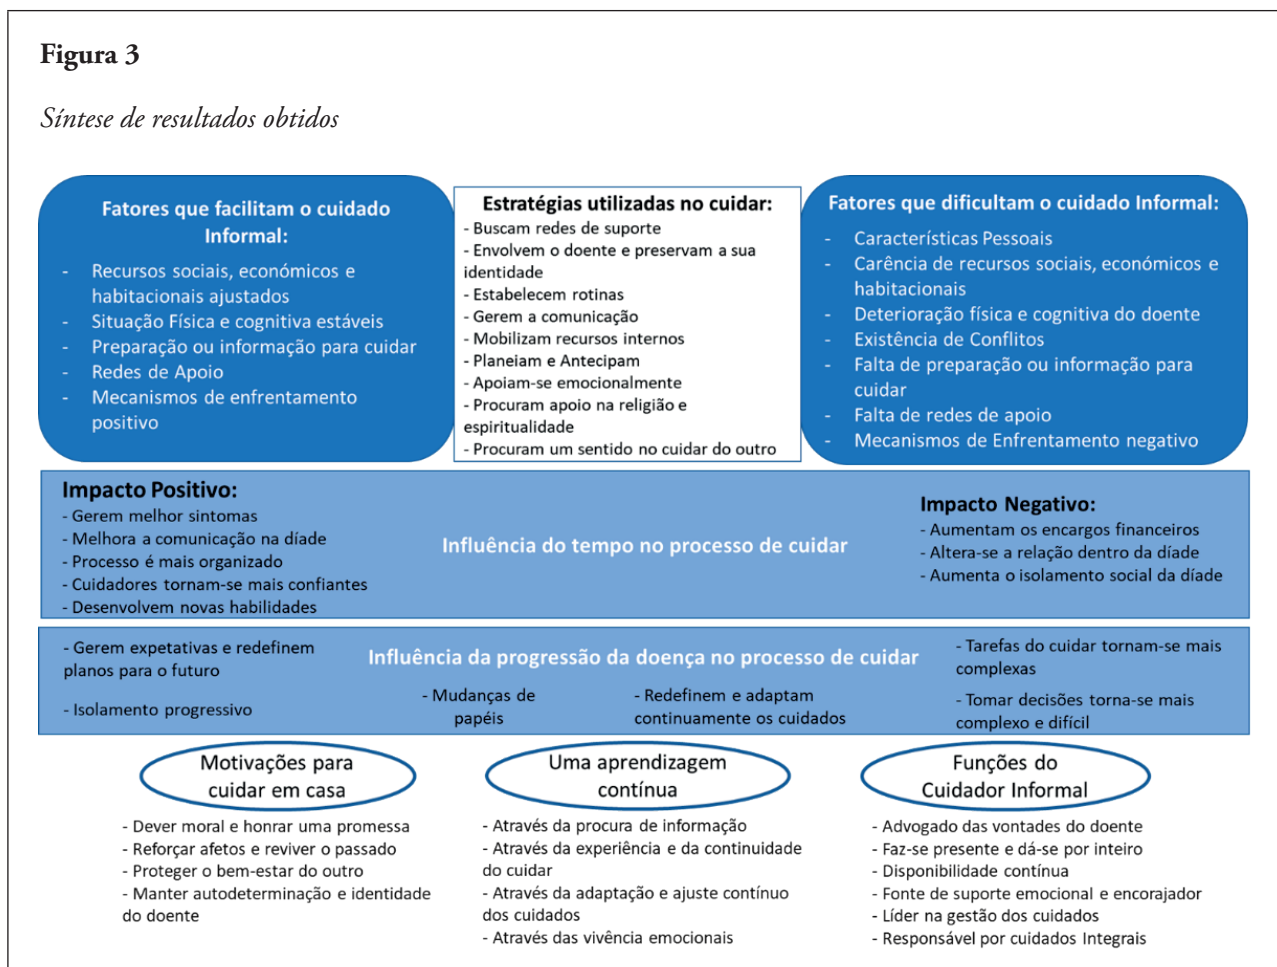 Figura 3
Síntese de resultados obtidos
Fatores que facilitam o cuidado
Informal:
- Recursos sociais, económicos e
habitacionais ajustados
- Situação Física e cognitiva estáveis
- Preparação ou informação para cuidar
- Redes de Apoio
- Mecanismos de enfrentamento
positivo
Estratégias utilizadas no cuidar:
- Buscam redes de suporte
- Envolvem o doente e preservam a sua
identidade
- Estabelecem rotinas
- Gerem a comunicação
- Mobilizam recursos internos
- Planeiam e Antecipam
- Apoiam-se emocionalmente
- Procuram apoio na religião e
espiritualidade
- Procuram um sentido no cuidar do outro
Fatores que dificultam o cuidado Informal:
- Características Pessoais
- Carência de recursos sociais, económicos e
habitacionais
- Deterioração física e cognitiva do doente
- Existência de Conflitos
- Falta de preparação ou informação para
cuidar
- Falta de redes de apoio
- Mecanismos de Enfrentamento negativo
Impacto Positivo:
- Gerem melhor sintomas
- Melhora a comunicação na díade
- Processo é mais organizado
- Cuidadores tornam-se mais confiantes
- Desenvolvem novas habilidades
Influência do tempo no processo de cuidar
Impacto Negativo:
- Aumentam os encargos financeiros
- Altera-se a relação dentro da díade
- Aumenta o isolamento social da díade
- Gerem expetativas e redefinem
planos para o futuro
- Isolamento progressivo
Influência da progressão da doença no processo de cuidar
- Mudanças de
papéis
- Redefinem e adaptam
continuamente os cuidados
- Tarefas do cuidar tornam-se mais
complexas
- Tomar decisões torna-se mais
complexo e difícil
Motivações para
cuidar em casa
- Dever moral e honrar uma promessa
- Reforçar afetos e reviver o passado
- Proteger o bem-estar do outro
- Manter autodeterminação e identidade
do doente
Uma aprendizagem
contínua
- Através da procura de informação
- Através da experiência e da continuidade
do cuidar
- Através da adaptação e ajuste contínuo
dos cuidados
- Através das vivência emocionais
Funções do
Cuidador Informal
- Advogado das vontades do doente
- Faz-se presente e dá-se por inteiro
- Disponibilidade contínua
- Fonte de suporte emocional e encorajador
- Líder na gestão dos cuidados
- Responsável por cuidados Integrais